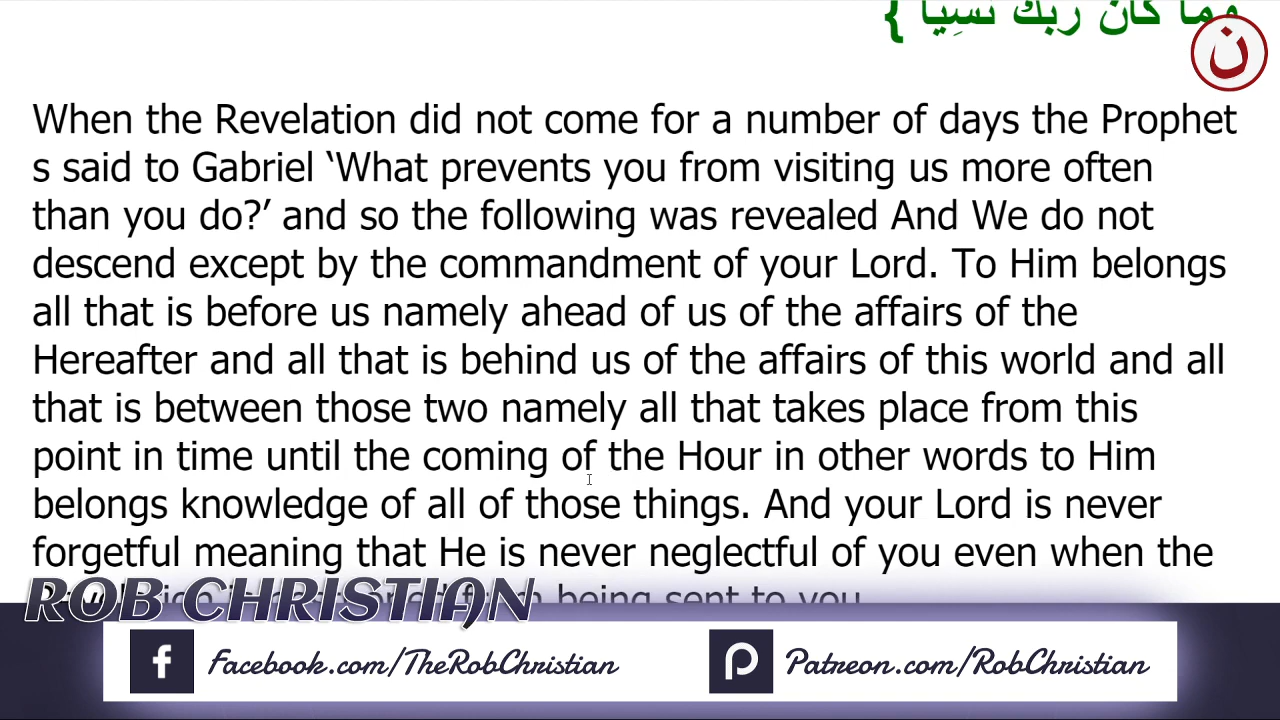 وما كان ربك نسيا }
ن
When the Revelation did not come for a number of days the Prophet
s said to Gabriel ‘What prevents you from visiting us more often
than you do?’ and so the following was revealed And We do not
descend except by the commandment of your Lord. To Him belongs
all that is before us namely ahead of us of the affairs of the
Hereafter and all that is behind us of the affairs of this world and all
that is between those two namely all that takes place from this
point in time until the coming of the Hour in other words to Him
belongs knowledge of all of those things. And your Lord is never
forgetful meaning that He is never neglectful of you even when the
from being sent to you
ROB CHRISTIAN
Facebook.com/TheRobChristian
Patreon.com/RobChristian